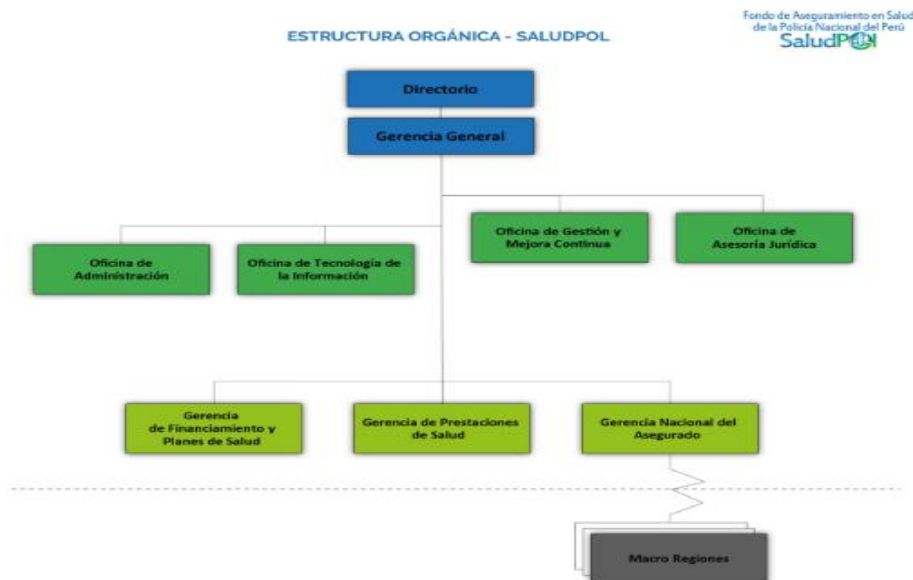 Fondo de Aseguramiento en Salud
de la Policía Nacional del Perú
SaludPOl
ESTRUCTURA ORGÁNICA - SALUDPOL
Directorio
Gerencia General
Oficina de Gestión y
Mejora Continua
Oficina de
Asesoría Jurídica
Oficina de
Administración
Oficina de Tecnología de
la Información
Gerencia
de Financiamiento y
Planes de Salud
Gerencia de Prestaciones
de Salud
Gerencia Nacional del
Asegurado
Macro Regiones